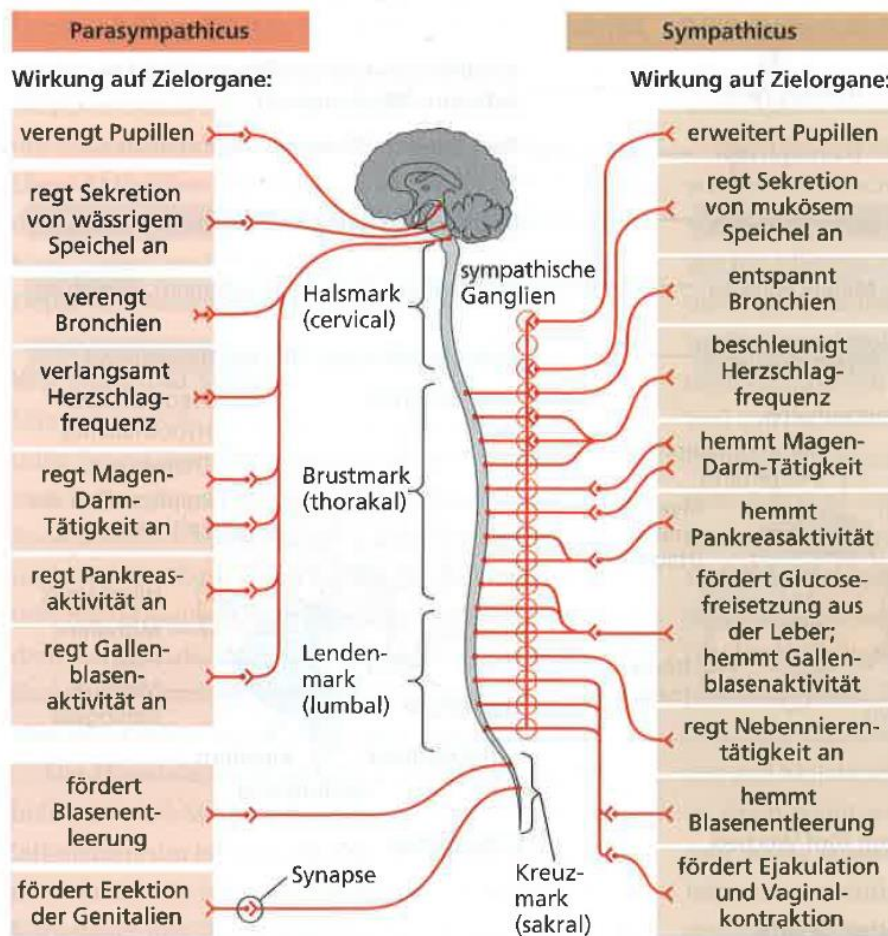 Parasympathicus
Wirkung auf Zielorgane:
verengt Pupillen
regt Sekretion
von wässrigem
Speichel an
verengt
Bronchien
verlangsamt
Herzschlag-
frequenz
regt Magen-
Darm-
Tätigkeit an
regt Pankreas-
aktivität an
regt Gallen-
blasen-
aktivität an
fördert
Blasenent-
leerung
fördert Erektion
der Genitalien
Halsmark
(cervical)
sympathische
Ganglien
Brustmark
(thorakal)
Lenden-
mark
(lumbal)
Synapse
Kreuz-
mark
(sakral)
Sympathicus
Wirkung auf Zielorgane:
erweitert Pupillen
regt Sekretion
von mukösem
Speichel an
entspannt
Bronchien
beschleunigt
Herzschlag-
frequenz
hemmt Magen-
Darm-Tätigkeit
hemmt
Pankreasaktivität
fördert Glucose-
freisetzung aus
der Leber;
hemmt Gallen-
blasenaktivität
regt Nebennieren-
tätigkeit an
hemmt
Blasenentleerung
fördert Ejakulation
und Vaginal-
kontraktion